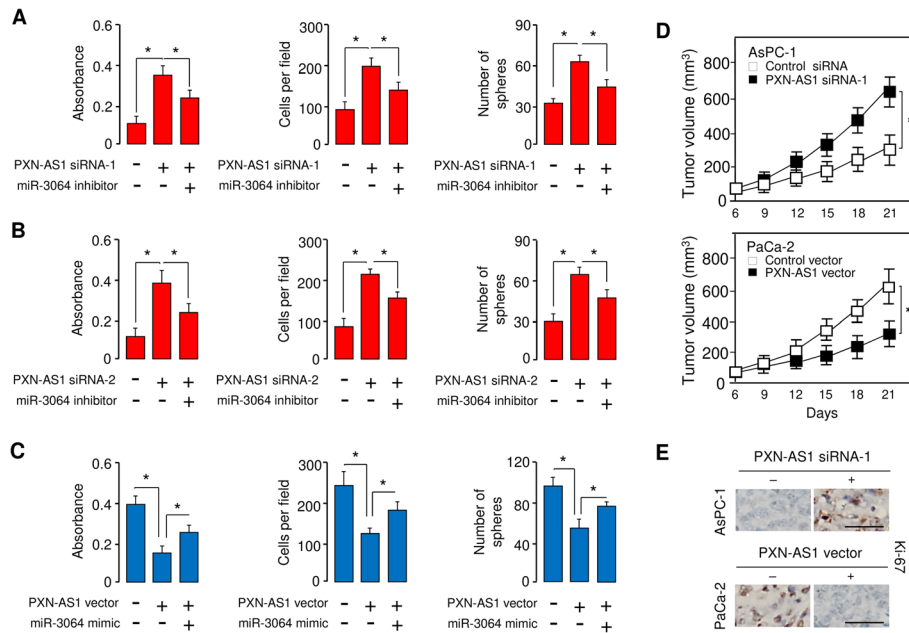 A
Absorbance
0.6
0.4
0.2
0
*
*
Cells per field
300
200
100
0
*
*
Number of
spheres
90
60
30
0
*
*
PXN-AS1 siRNA-1 - + +
miR-3064 inhibitor - - +
PXN-AS1 siRNA-1 - + +
miR-3064 inhibitor - - +
PXN-AS1 siRNA-1 - + +
miR-3064 inhibitor - - +
B
Absorbance
0.6
0.4
0.2
0
*
*
Cells per field
300
200
100
0
*
*
Number of
spheres
90
60
30
0
*
*
PXN-AS1 siRNA-2 - + +
miR-3064 inhibitor - - +
PXN-AS1 siRNA-2 - + +
miR-3064 inhibitor - - +
PXN-AS1 siRNA-2 - + +
miR-3064 inhibitor - - +
C
Absorbance
0.6
0.4
0.2
0
*
*
Cells per field
300
200
100
0
*
*
Number of
spheres
120
80
40
0
*
*
PXN-AS1 vector - + +
miR-3064 mimic - - +
PXN-AS1 vector - + +
miR-3064 mimic - - +
PXN-AS1 vector - + +
miR-3064 mimic - - +
D
AsPC-1
Control siRNA
PXN-AS1 siRNA-1
Tumor volume (mm³)
800
600
400
200
0
6 9 12 15 18 21
PaCa-2
Control vector
PXN-AS1 vector
Tumor volume (mm³)
800
600
400
200
0
*
6 9 12 15 18 21
Days
E
PXN-AS1 siRNA-1
– +
AsPC-1
PXN-AS1 vector
– +
PaCa-2
Ki-67